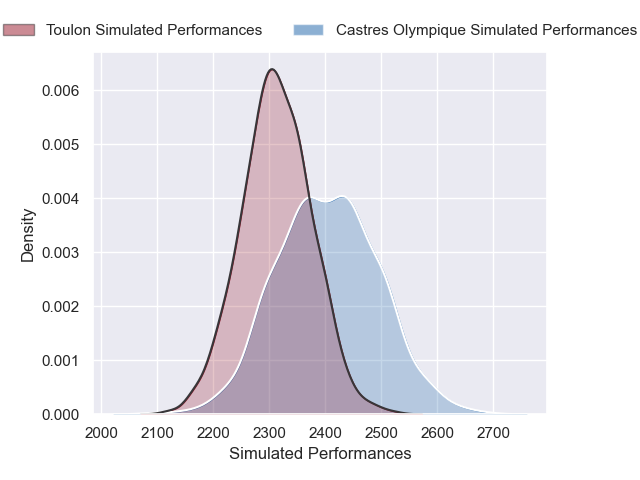 Toulon Simulated Performances
Castres Olympique Simulated Performances
0.006
0.005
0.004
0.003
0.002
0.001
0.000
Density
2000 2100 2200 2300 2400 2500 2600 2700
Simulated Performances